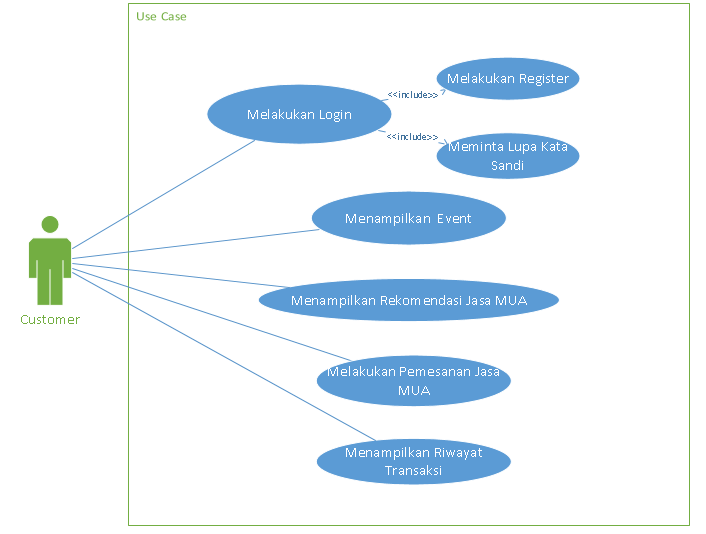 Use Case
Melakukan Register
<<include>>
Melakukan Login
<<include>>
Meminta Lupa Kata
Sandi
Menampilkan Event
Menampilkan Rekomendasi Jasa MUA
Customer
Melakukan Pemesanan Jasa
MUA
Menampilkan Riwayat
Transaksi